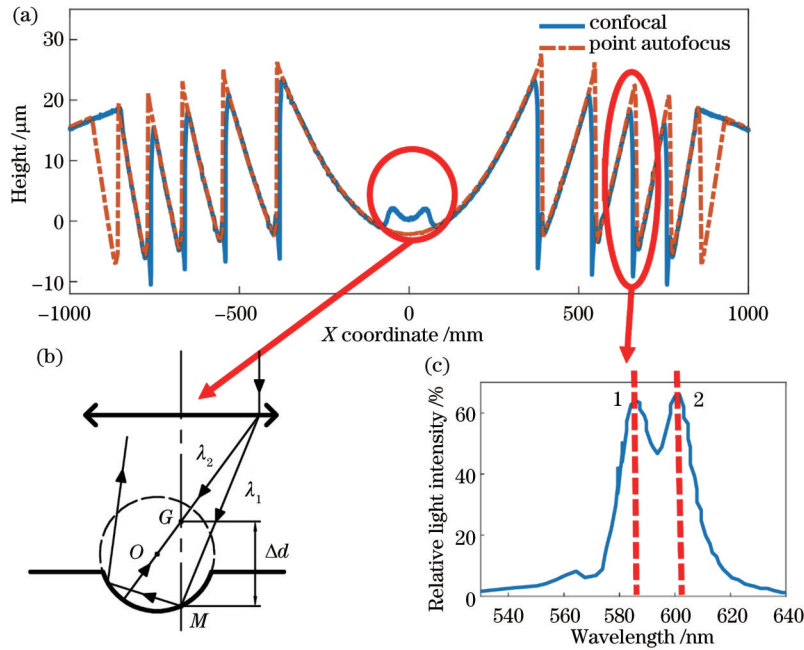 (a)
confocal
point autofocus
Height /μm
30
20
10
0
−10
−1000 −500 0 500 1000
X coordinate /mm
(b)
λ2
λ1
G
O
Δd
M
(c)
1 2
Relative light intensity /%
60
40
20
0
540 560 580 600 620 640
Wavelength /nm